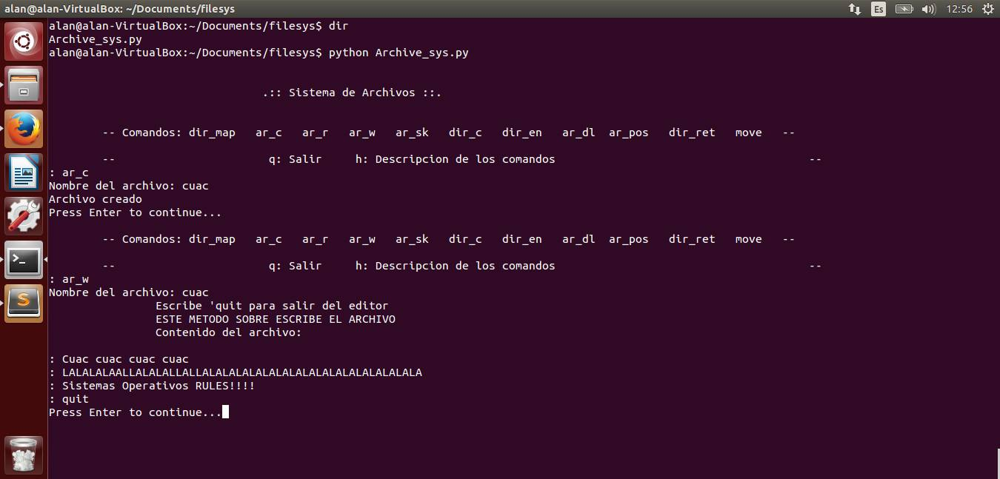 alan@alan-VirtualBox: ~/Documents/filesys Es 12:56
alan@alan-VirtualBox:~/Documents/filesys$ dir
Archive_sys.py
alan@alan-VirtualBox:~/Documents/filesys$ python Archive_sys.py
.:: Sistema de Archivos ::.
-- Comandos: dir_map ar_c ar_r ar_w ar_sk dir_c dir_en ar_dl ar_pos dir_ret move --
-- q: Salir h: Descripcion de los comandos --
: ar_c
Nombre del archivo: cuac
Archivo creado
Press Enter to continue...
-- Comandos: dir_map ar_c ar_r ar_w ar_sk dir_c dir_en ar_dl ar_pos dir_ret move --
-- q: Salir h: Descripcion de los comandos --
: ar_w
Nombre del archivo: cuac
Escribe 'quit para salir del editor
ESTE METODO SOBRE ESCRIBE EL ARCHIVO
Contenido del archivo:
: Cuac cuac cuac cuac
: LALALALAALLALALALLALLALALALALALALALALALALALALALALALALA
: Sistemas Operativos RULES!!!!
: quit
Press Enter to continue...